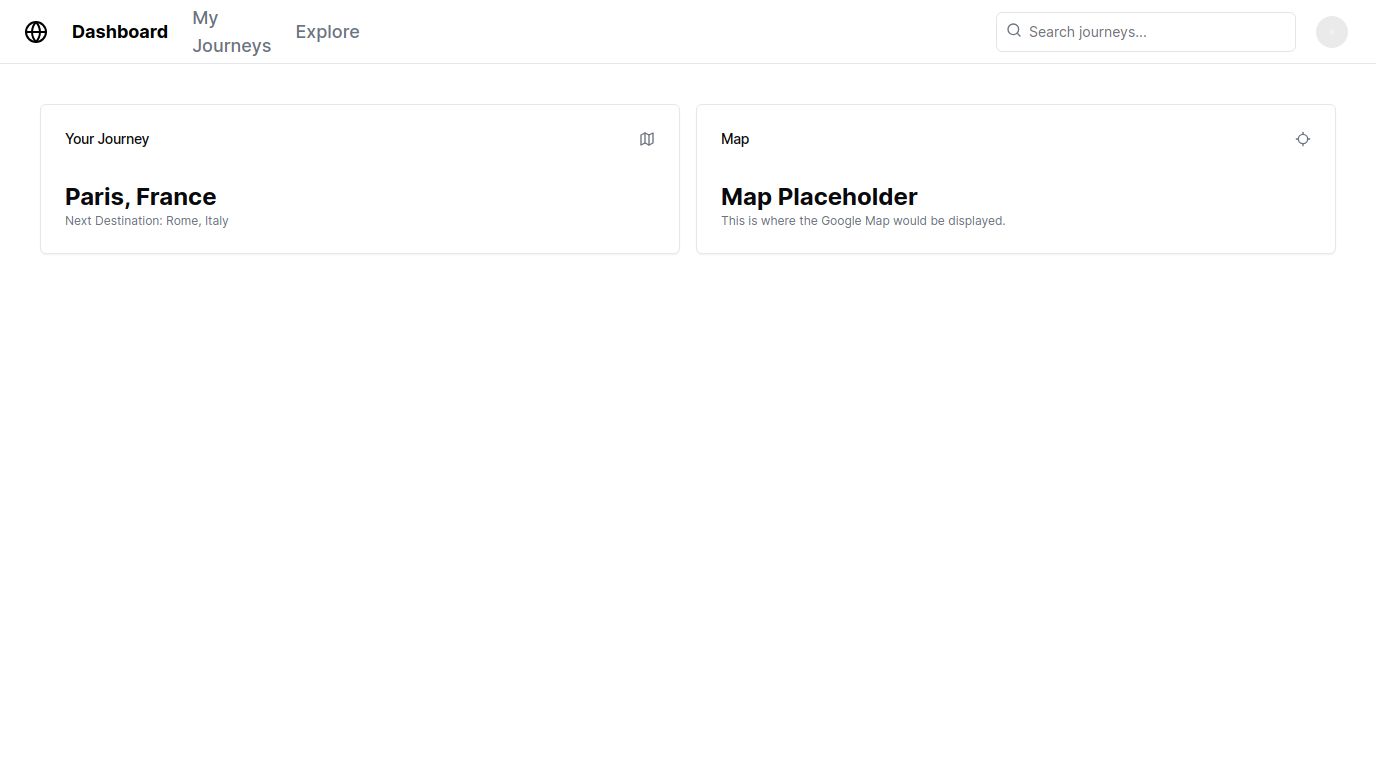 Dashboard
My
Journeys
Explore
Search journeys...
Your Journey
Paris, France
Next Destination: Rome, Italy
Map
Map Placeholder
This is where the Google Map would be displayed.